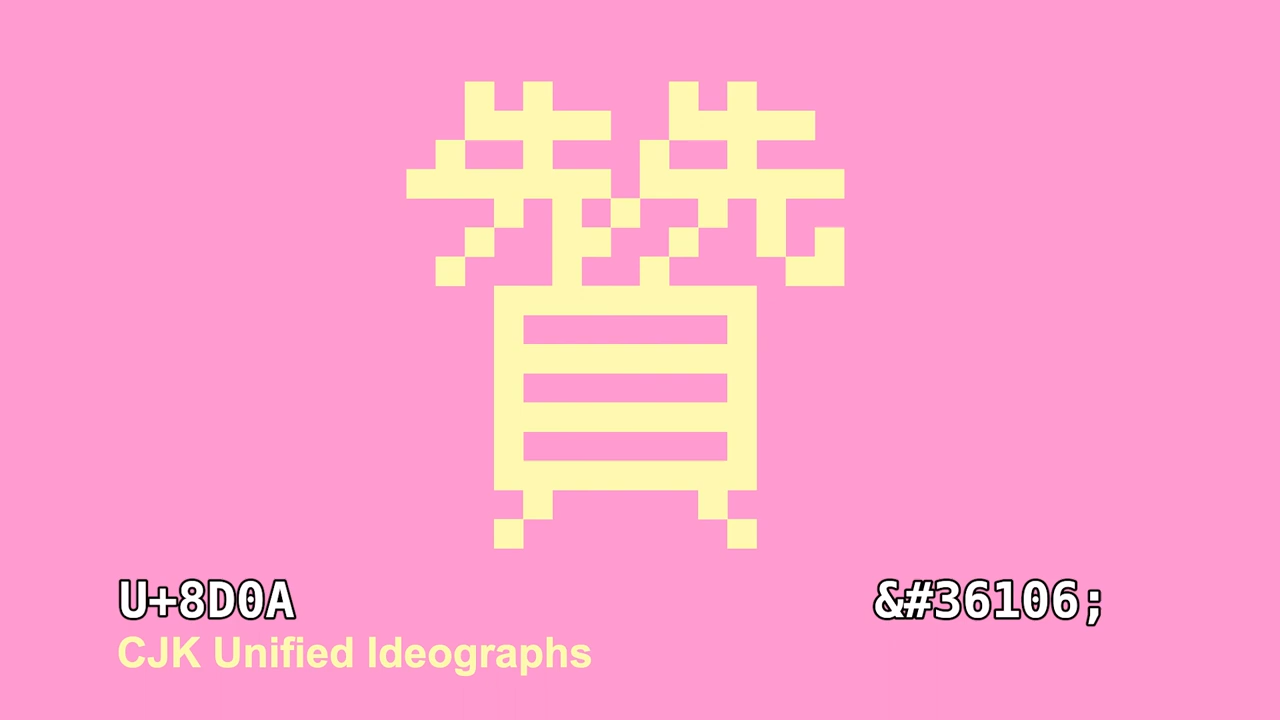 贊
U+8D0A
&#36106;
CJK Unified Ideographs